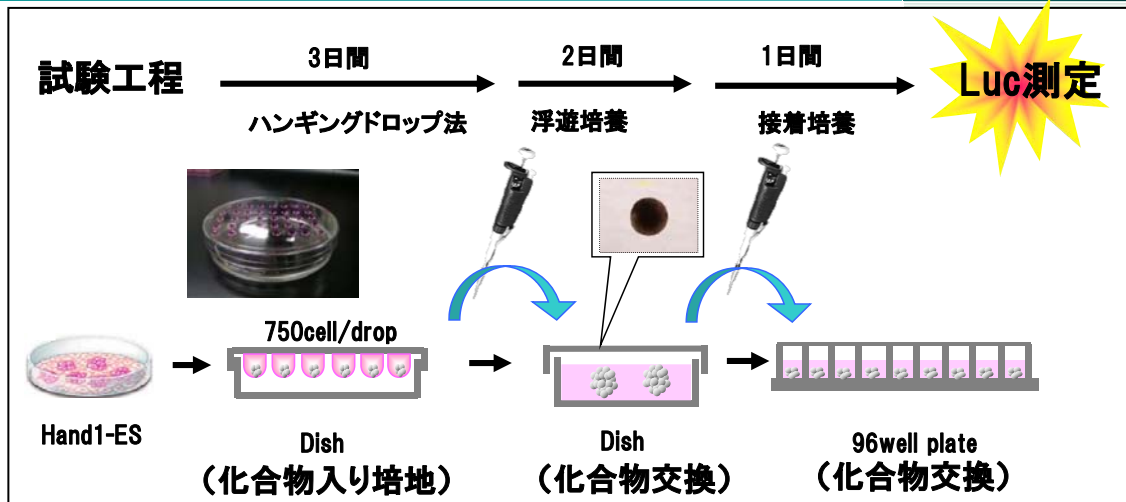 試験工程
3日間
2日間
1日間
Luc測定
ハンギングドロップ法
浮遊培養
接着培養
750cell/drop
Hand1-ES
Dish
(化合物入り培地)
Dish
(化合物交換)
96well plate
(化合物交換)